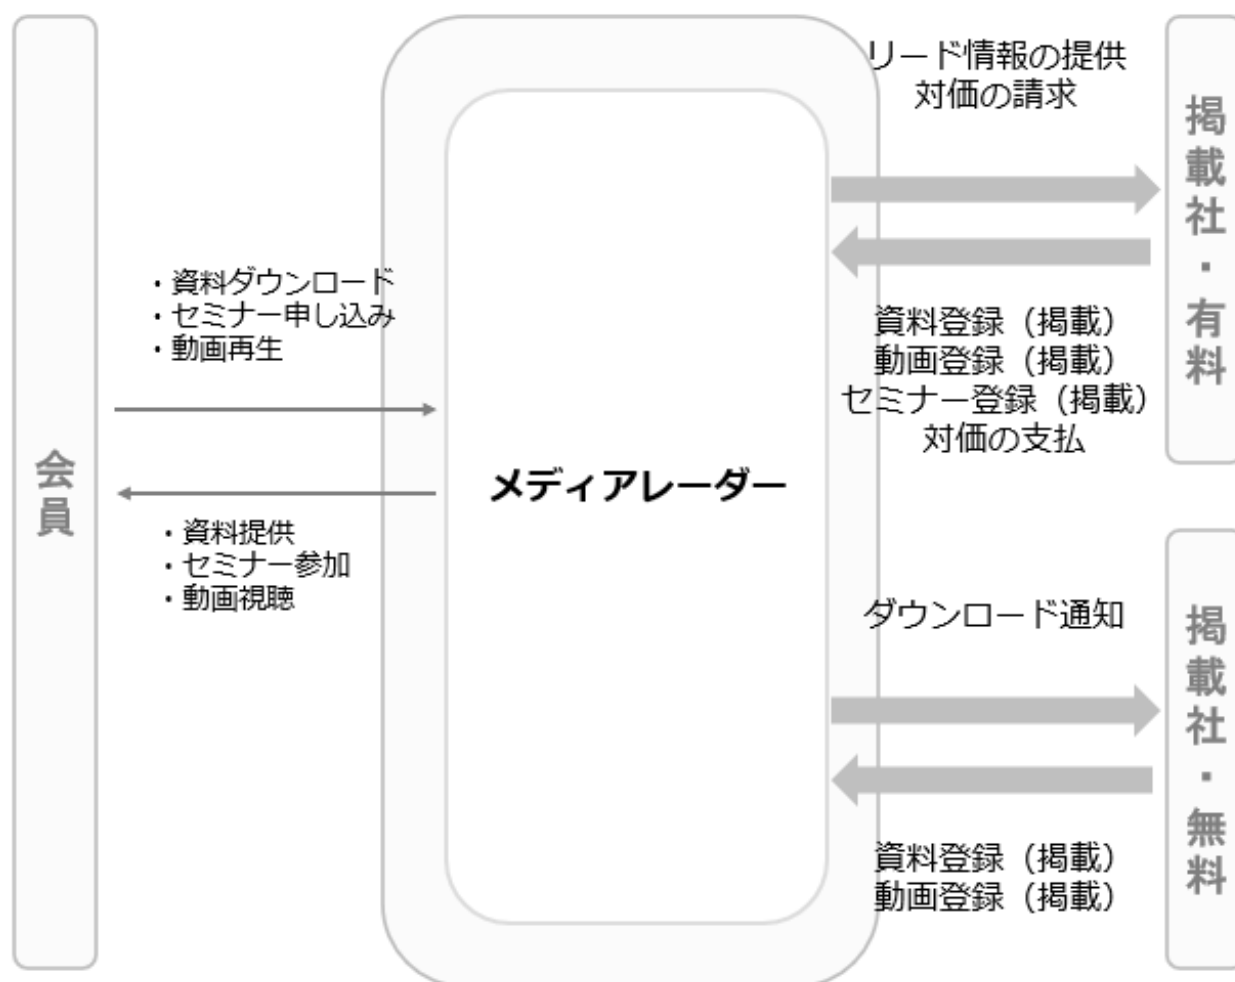 会員
・資料ダウンロード
・セミナー申し込み
・動画再生
・資料提供
・セミナー参加
・動画視聴
メディアレーダー
リード情報の提供
対価の請求
資料登録（掲載）
動画登録（掲載）
セミナー登録（掲載）
対価の支払
掲載社・有料
ダウンロード通知
資料登録（掲載）
動画登録（掲載）
掲載社・無料